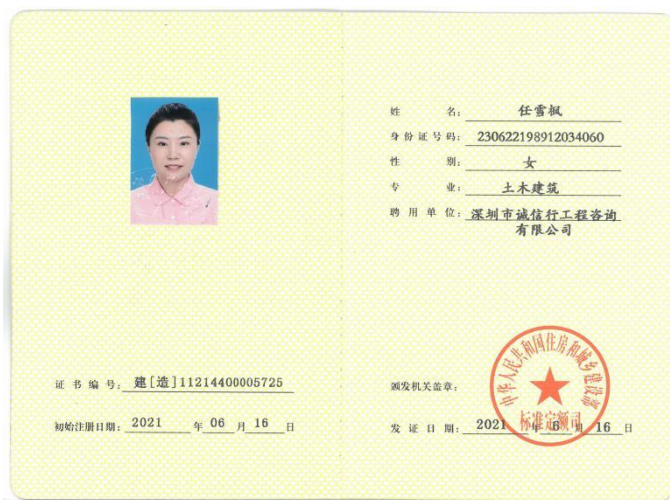 姓 名: 任雪枫
身份证号码: 230622198912034060
性 别: 女
专 业: 土木建筑
聘用单位: 深圳市诚信行工程咨询
有限公司
证书编号: 建[造]11214400005725
初始注册日期: 2021 年 06 月 16 日
颁发机关盖章:
中华人民共和国住房和城乡建设部
标准定额司
发证日期: 2021 年 6 月 16 日